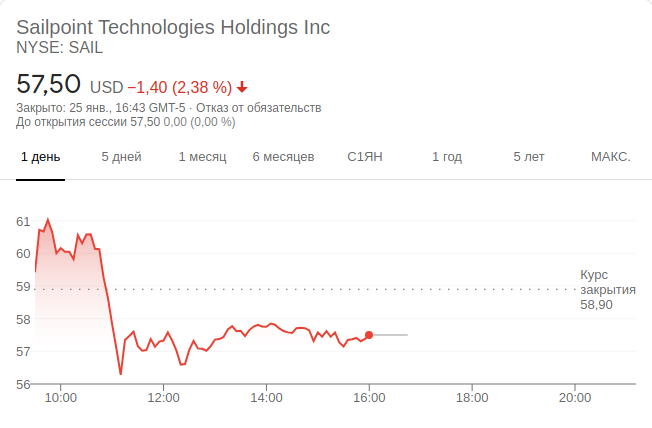 Sailpoint Technologies Holdings Inc
NYSE: SAIL
57,50 USD −1,40 (2,38 %)
Закрыто: 25 янв., 16:43 GMT-5 · Отказ от обязательств
До открытия сессии 57,50 0,00 (0,00 %)
1 день 5 дней 1 месяц 6 месяцев С1ЯН 1 год 5 лет МАКС.
61
60
59
58
57
56
Курс
закрытия
58,90
10:00 12:00 14:00 16:00 18:00 20:00